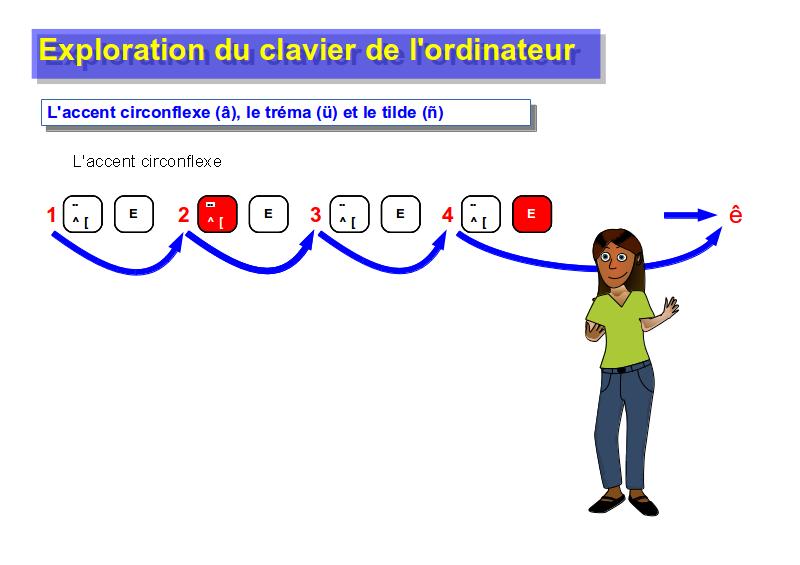 Exploration du clavier de l'ordinateur
L'accent circonflexe (â), le tréma (ü) et le tilde (ñ)
L'accent circonflexe
1 ¨ ^ [ E 2 ¨ ^ [ E 3 ¨ ^ [ E 4 ¨ ^ [ E ê